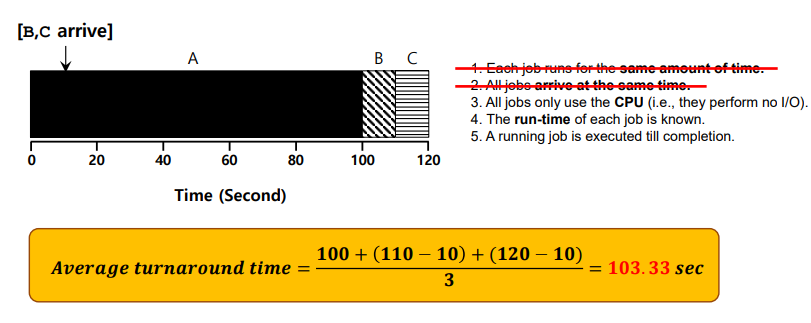 [B,C arrive]
A B C
0 20 40 60 80 100 120
Time (Second)
1. Each job runs for the same amount of time.
2. All jobs arrive at the same time.
3. All jobs only use the CPU (i.e., they perform no I/O).
4. The run-time of each job is known.
5. A running job is executed till completion.
Average turnaround time = \frac{100 + (110 − 10) + (120 − 10)}{3} = 103.33 sec